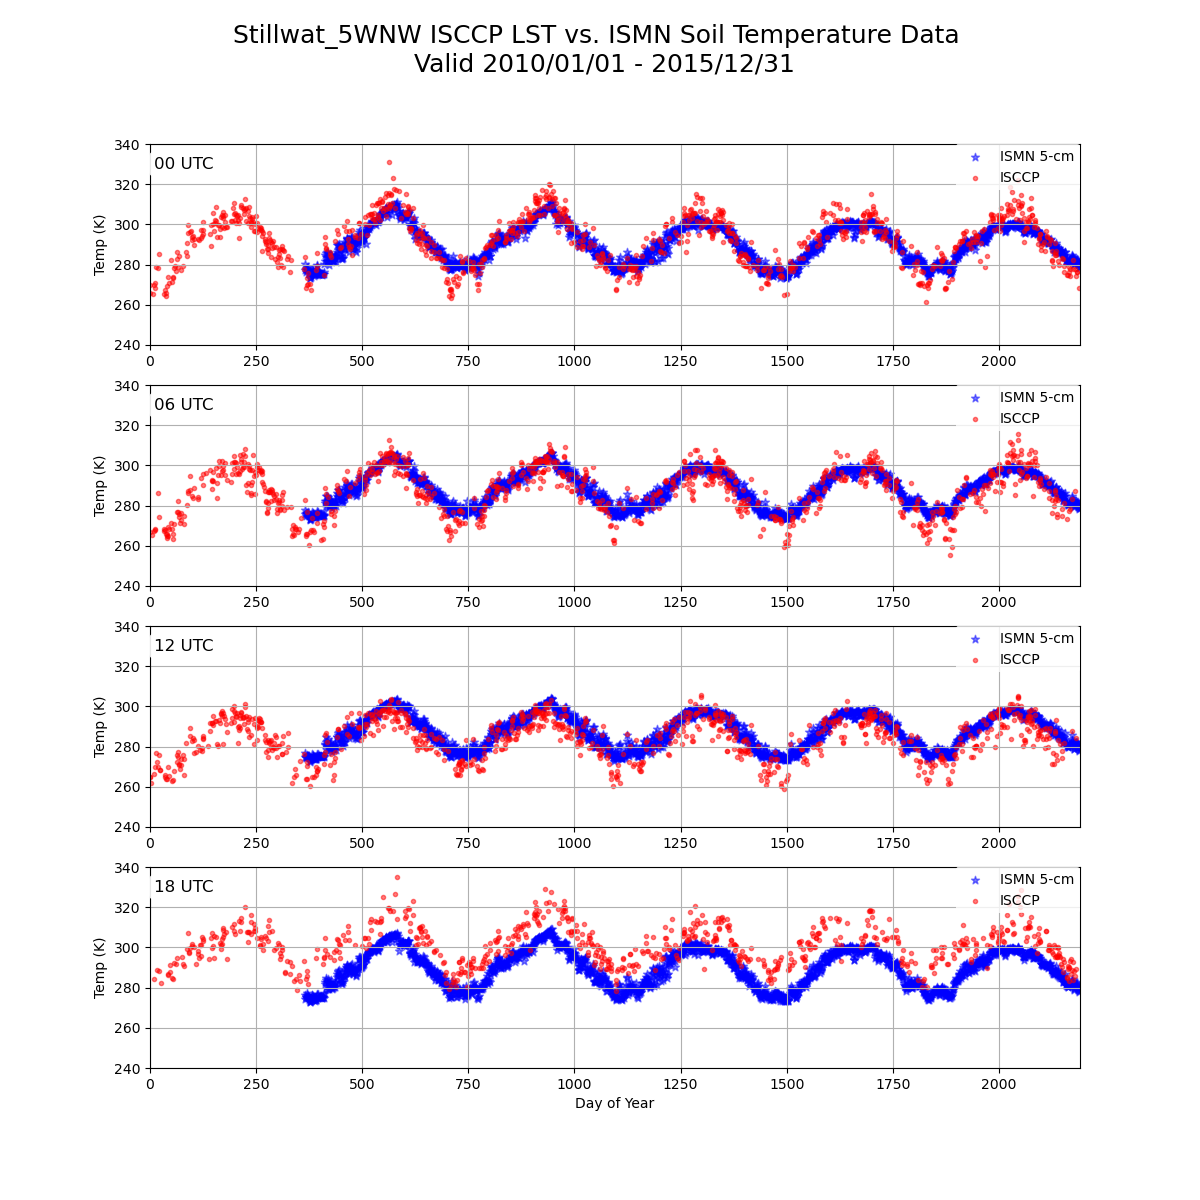 Stillwat_5WNW ISCCP LST vs. ISMN Soil Temperature Data
Valid 2010/01/01 - 2015/12/31
340
320
300
280
260
240
Temp (K)
00 UTC
ISMN 5-cm
ISCCP
0 250 500 750 1000 1250 1500 1750 2000
340
320
300
280
260
240
Temp (K)
06 UTC
ISMN 5-cm
ISCCP
0 250 500 750 1000 1250 1500 1750 2000
340
320
300
280
260
240
Temp (K)
12 UTC
ISMN 5-cm
ISCCP
0 250 500 750 1000 1250 1500 1750 2000
340
320
300
280
260
240
Temp (K)
18 UTC
ISMN 5-cm
ISCCP
0 250 500 750 1000 1250 1500 1750 2000
Day of Year